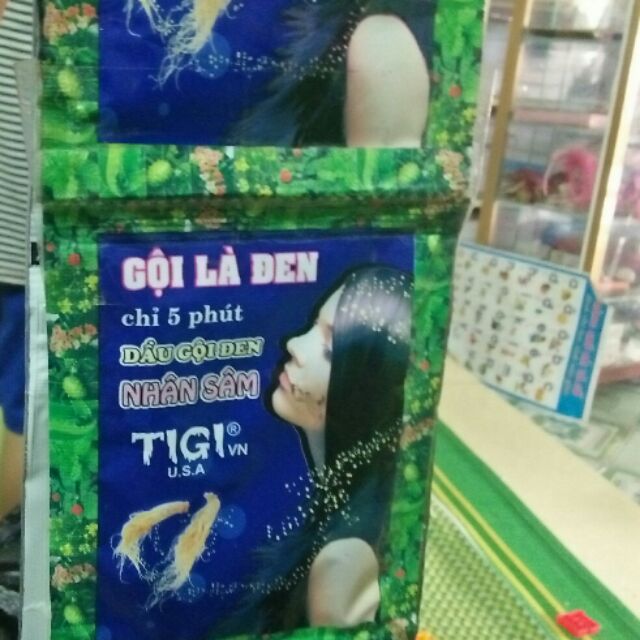 GỘI LÀ ĐEN
chỉ 5 phút
DẦU GỘI ĐEN
NHÂN SÂM
TIGI® VN
U.S.A